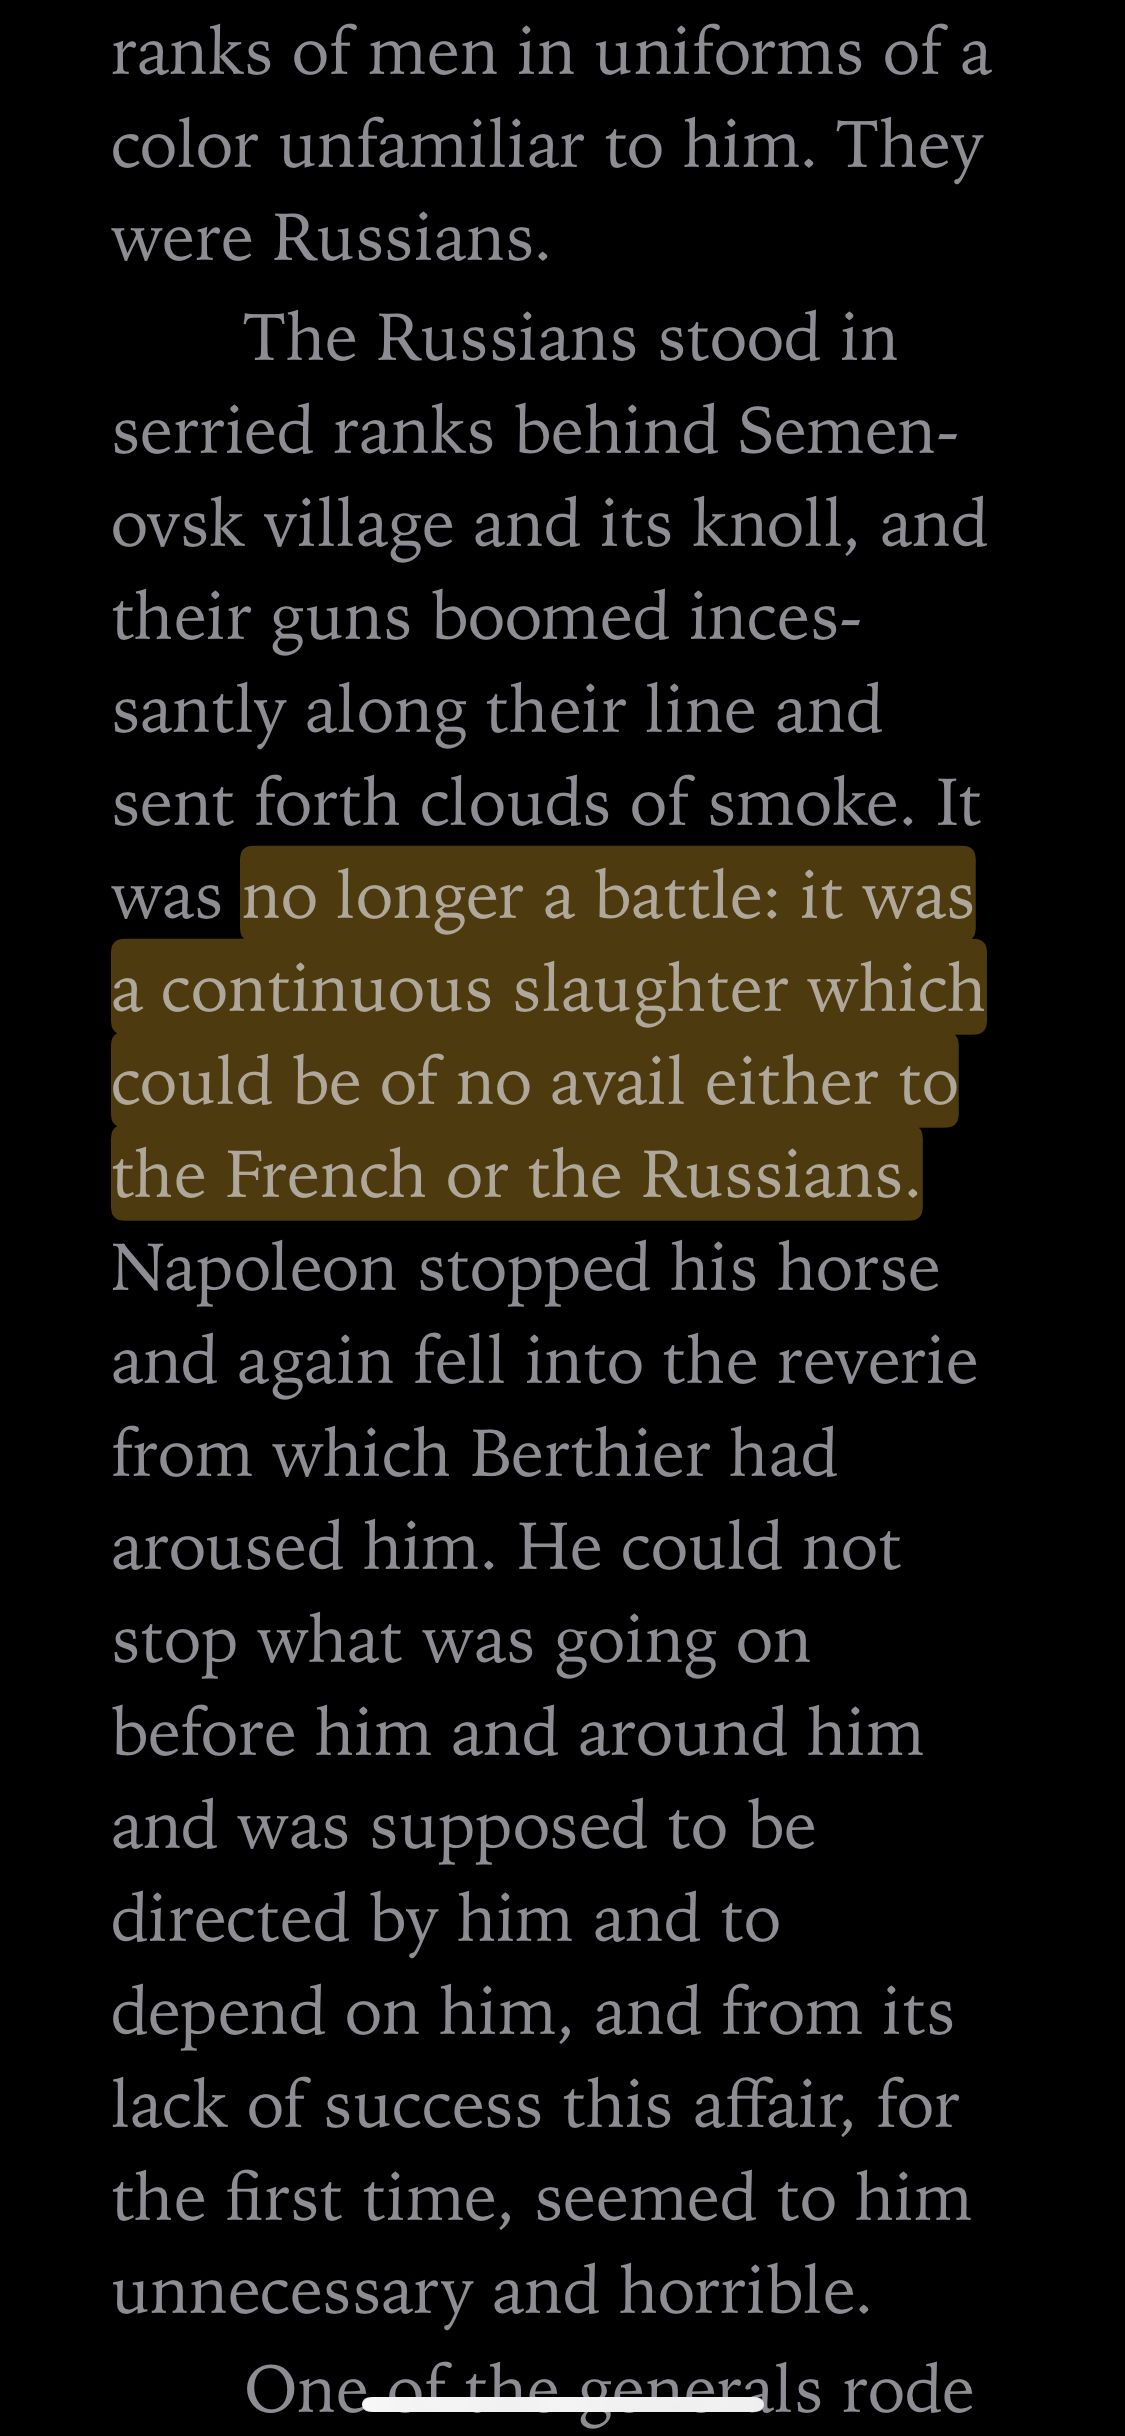 ranks of men in uniforms of a
color unfamiliar to him. They
were Russians.
The Russians stood in
serried ranks behind Semen-
ovsk village and its knoll, and
their guns boomed inces-
santly along their line and
sent forth clouds of smoke. It
was no longer a battle: it was
a continuous slaughter which
could be of no avail either to
the French or the Russians.
Napoleon stopped his horse
and again fell into the reverie
from which Berthier had
aroused him. He could not
stop what was going on
before him and around him
and was supposed to be
directed by him and to
depend on him, and from its
lack of success this affair, for
the first time, seemed to him
unnecessary and horrible.
One of the generals rode